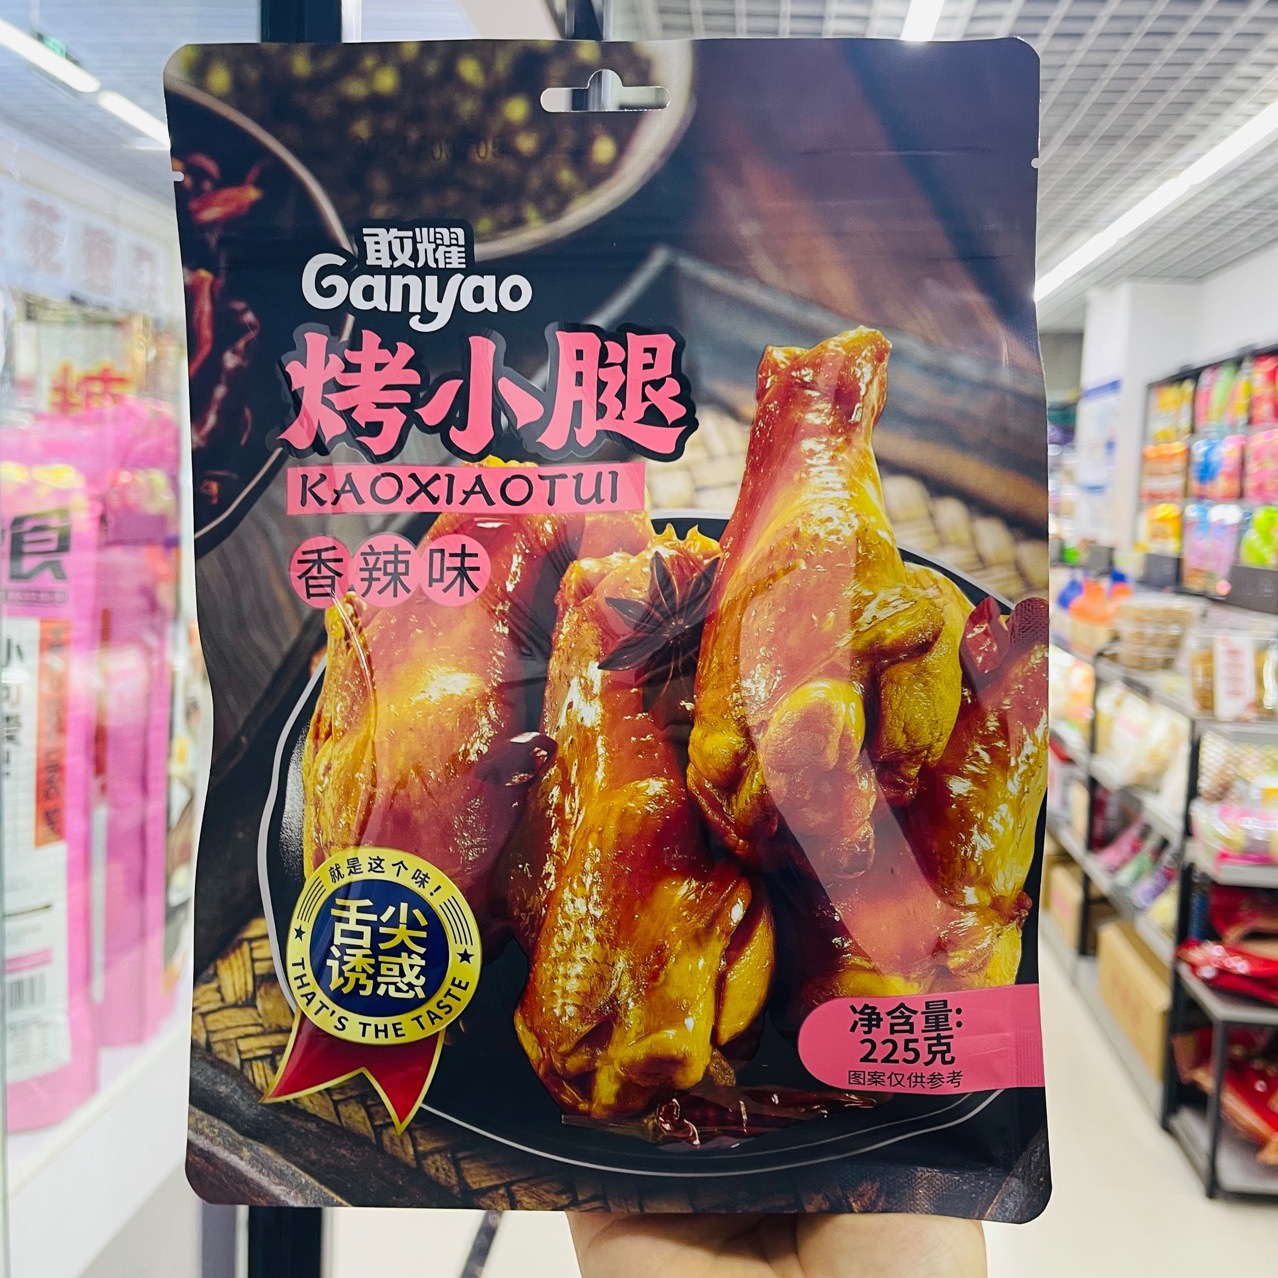 敢耀
Ganyao
烤小腿
KAOXIAOTUI
香辣味
就是这个味!
舌尖
诱惑
THAT'S THE TASTE
净含量:
225克
图案仅供参考